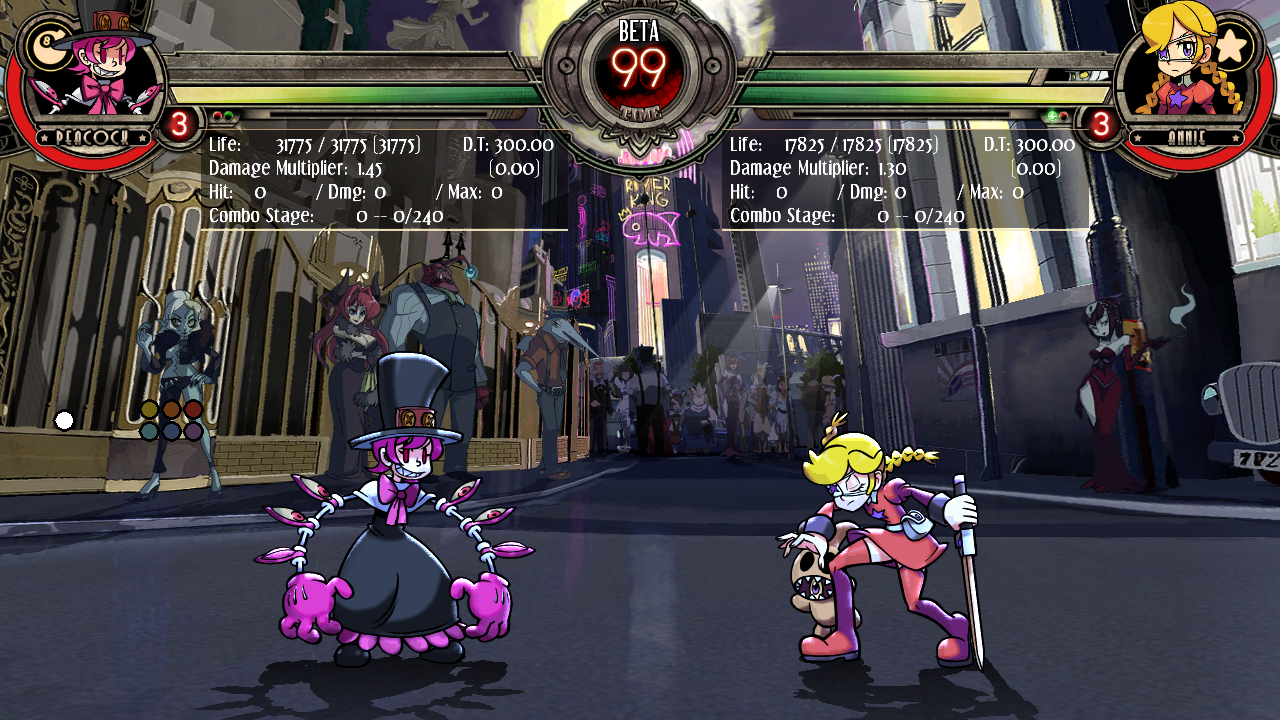 BETA
99
TIME
8
PEACOCK
3
3
ANNIE
Life: 31775 / 31775 (31775) D.T: 300.00
Damage Multiplier: 1.45 (0.00)
Hit: 0 / Dmg: 0 / Max: 0
Combo Stage: 0 -- 0/240
Life: 17825 / 17825 (17825) D.T: 300.00
Damage Multiplier: 1.30 (0.00)
Hit: 0 / Dmg: 0 / Max: 0
Combo Stage: 0 -- 0/240
RIVER
KING